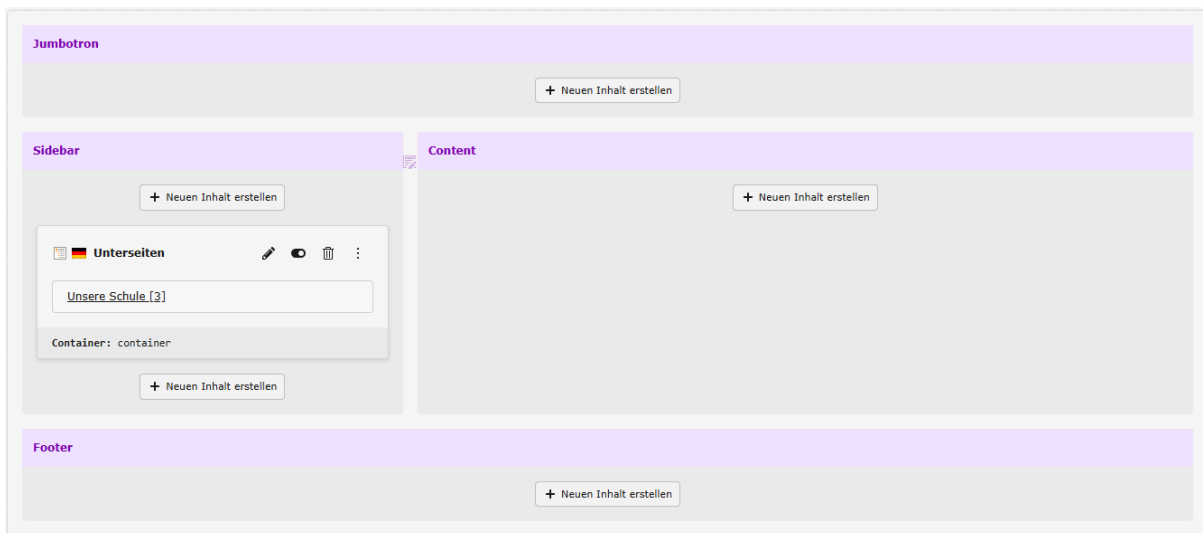 Jumbotron
+ Neuen Inhalt erstellen
Sidebar
Content
+ Neuen Inhalt erstellen
+ Neuen Inhalt erstellen
Unterseiten
Unsere Schule [3]
Container: container
+ Neuen Inhalt erstellen
Footer
+ Neuen Inhalt erstellen